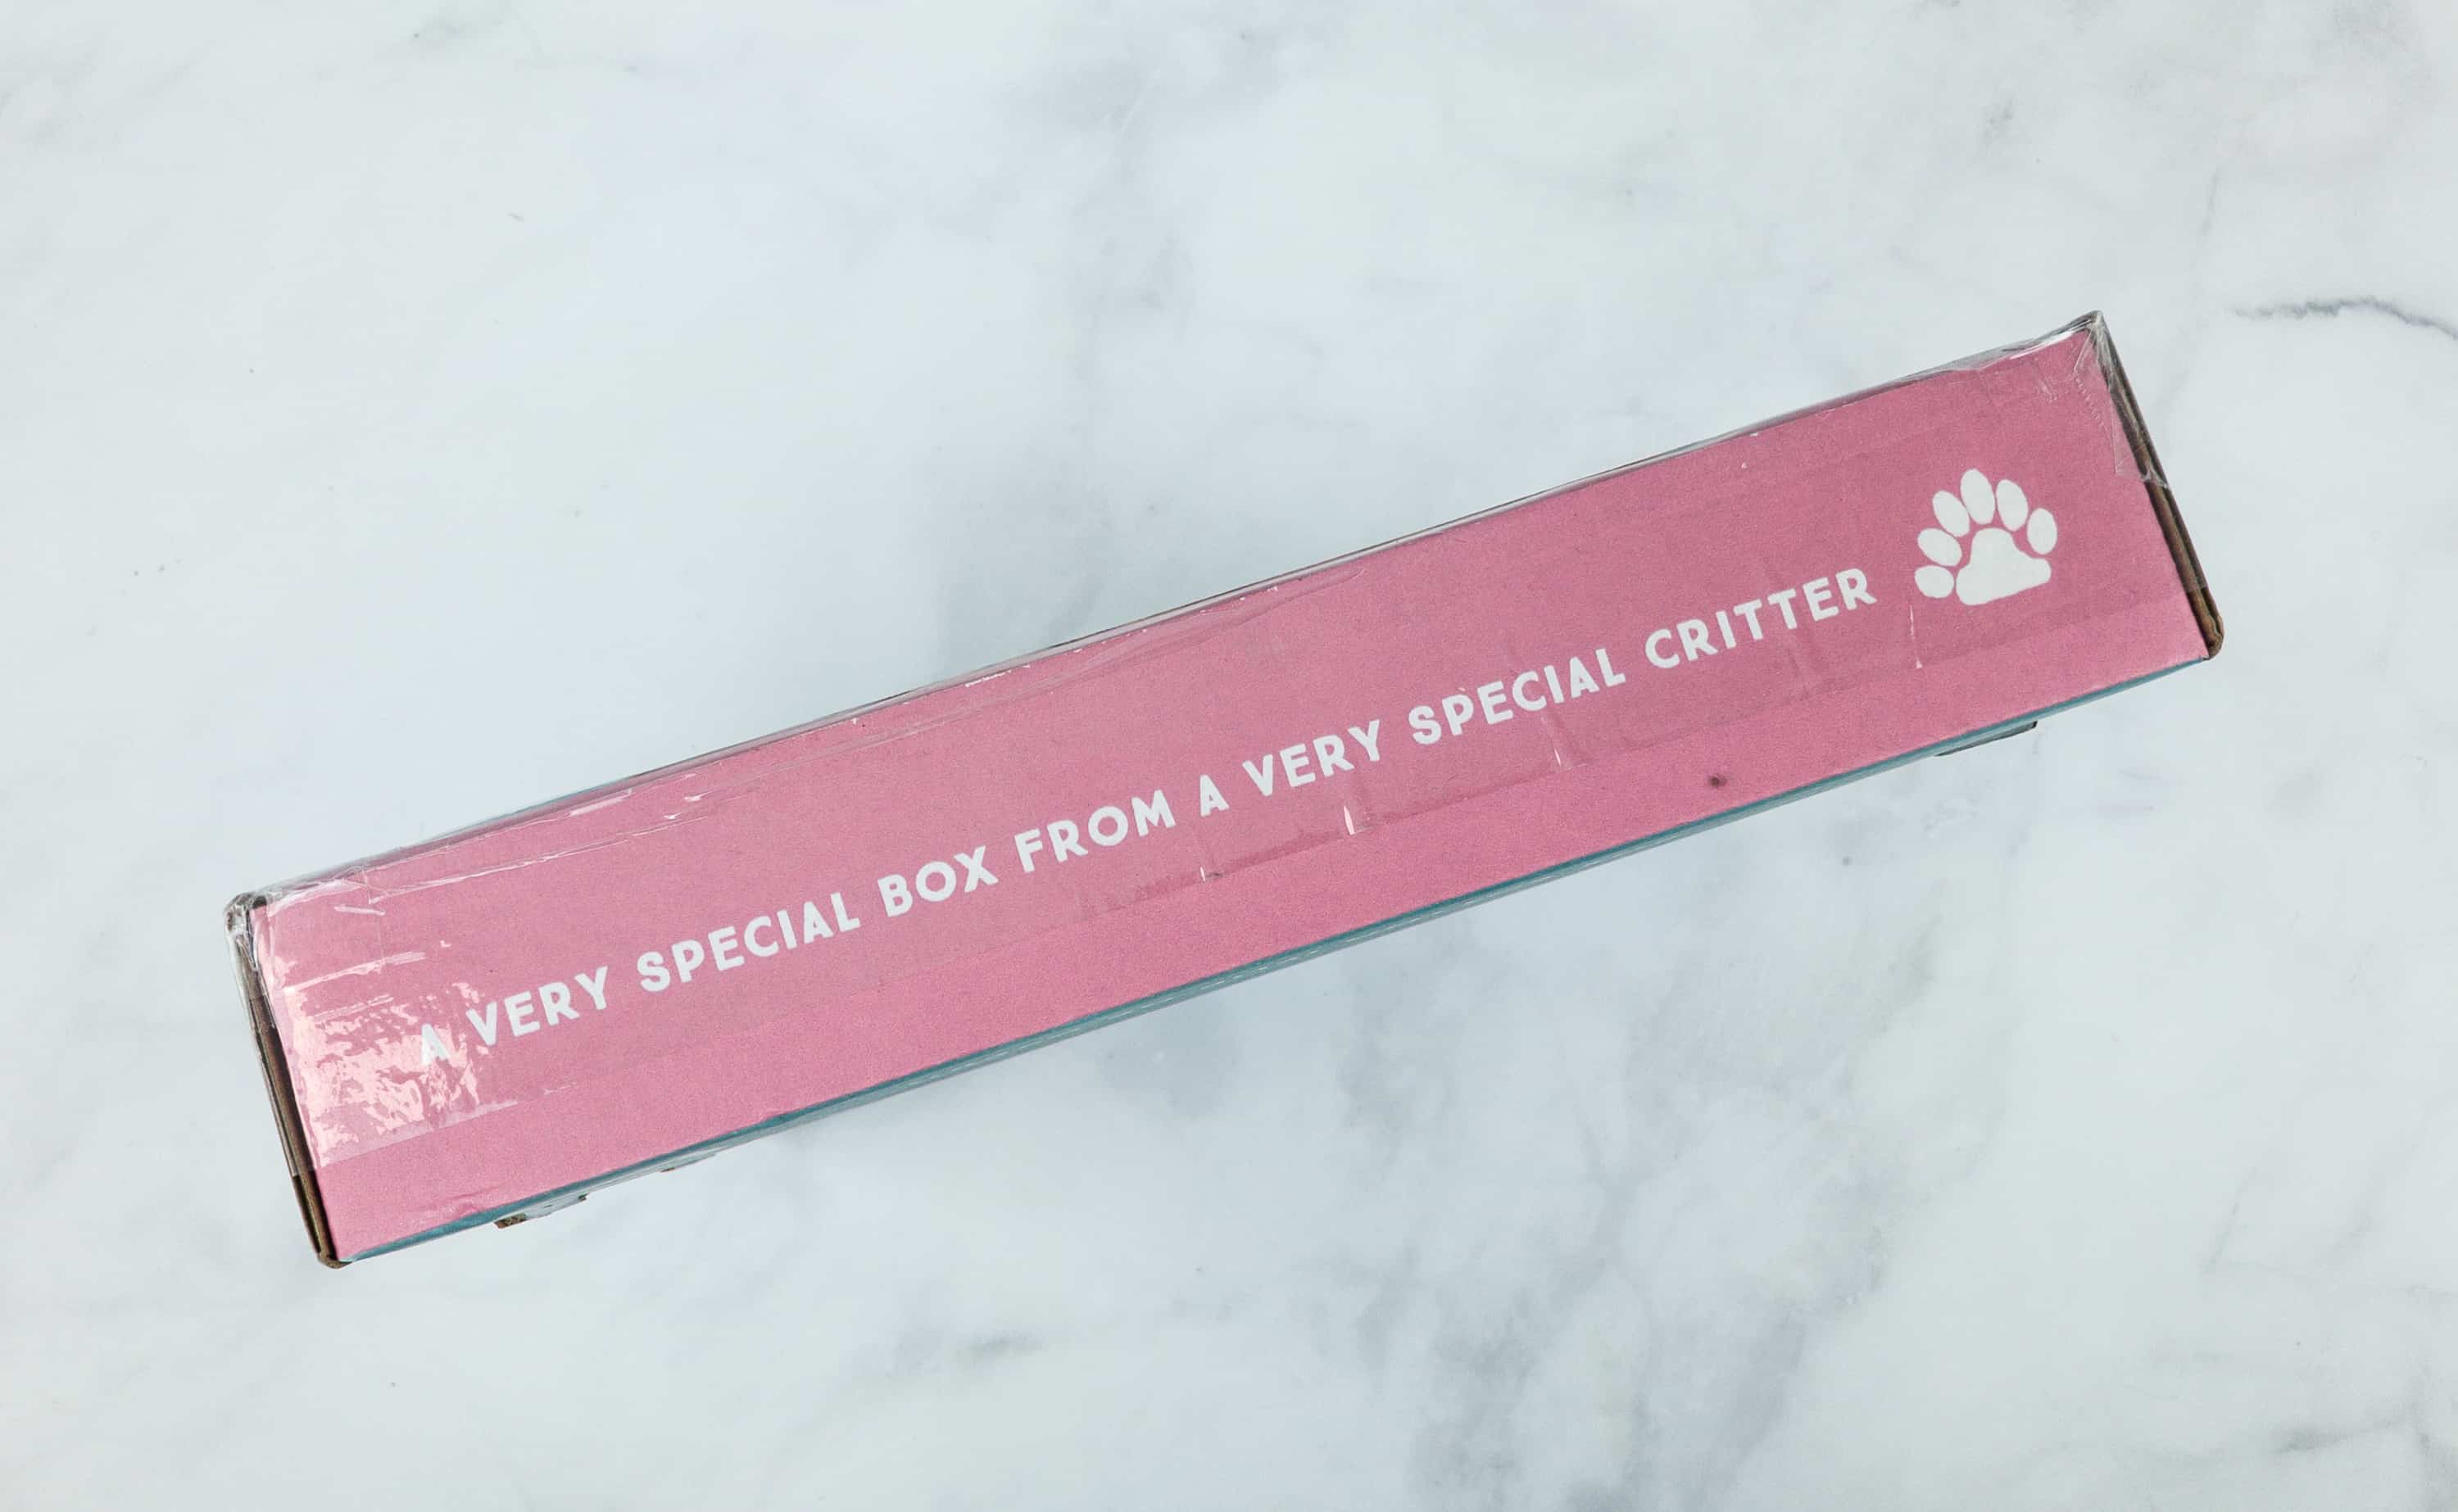 A VERY SPECIAL BOX FROM A VERY SPECIAL CRITTER